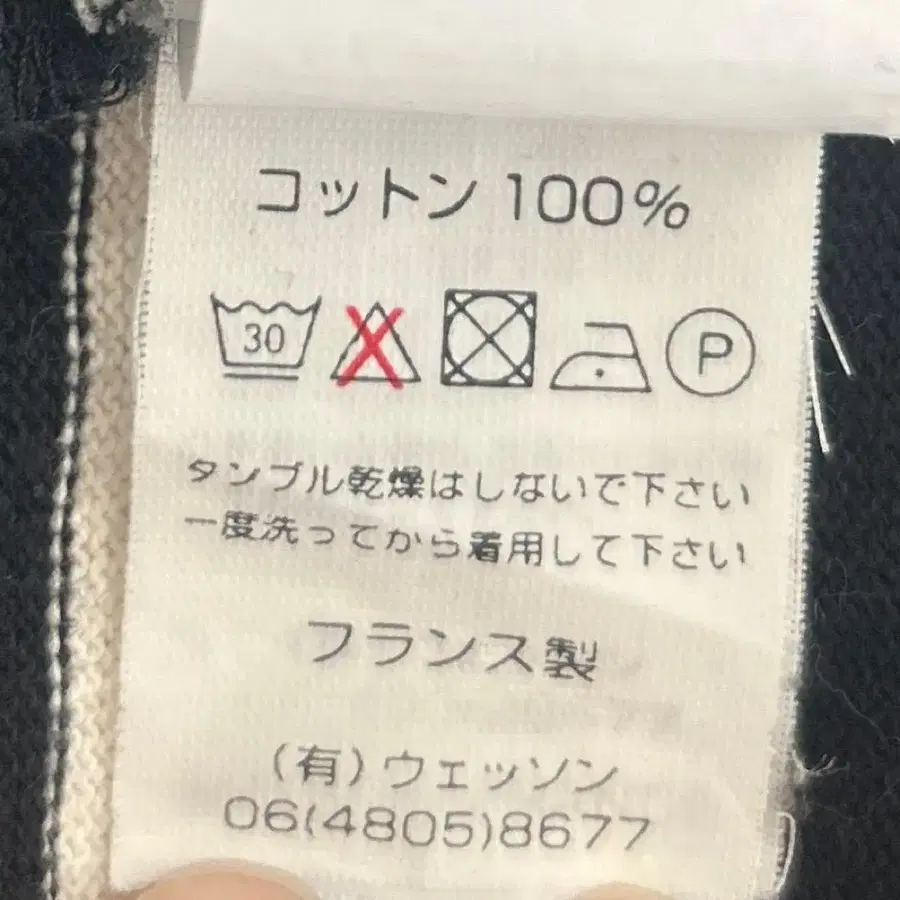 コットン 100%
30 P
タンブル乾燥はしないで下さい
一度洗ってから着用して下さい
フランス製
(有)ウェッソン
06(4805)8677